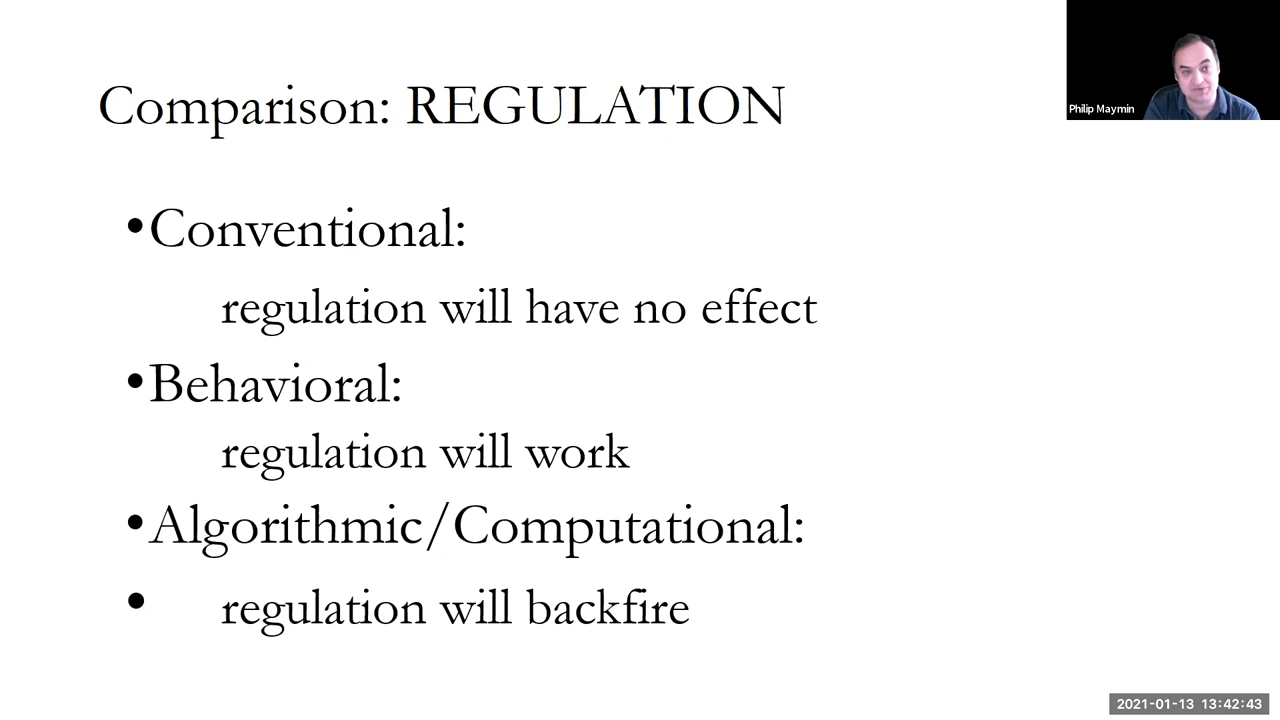 Comparison: REGULATION
Philip Maymin
•Conventional:
regulation will have no effect
•Behavioral:
regulation will work
•Algorithmic/Computational:
• regulation will backfire
2021-01-13 13:42:43